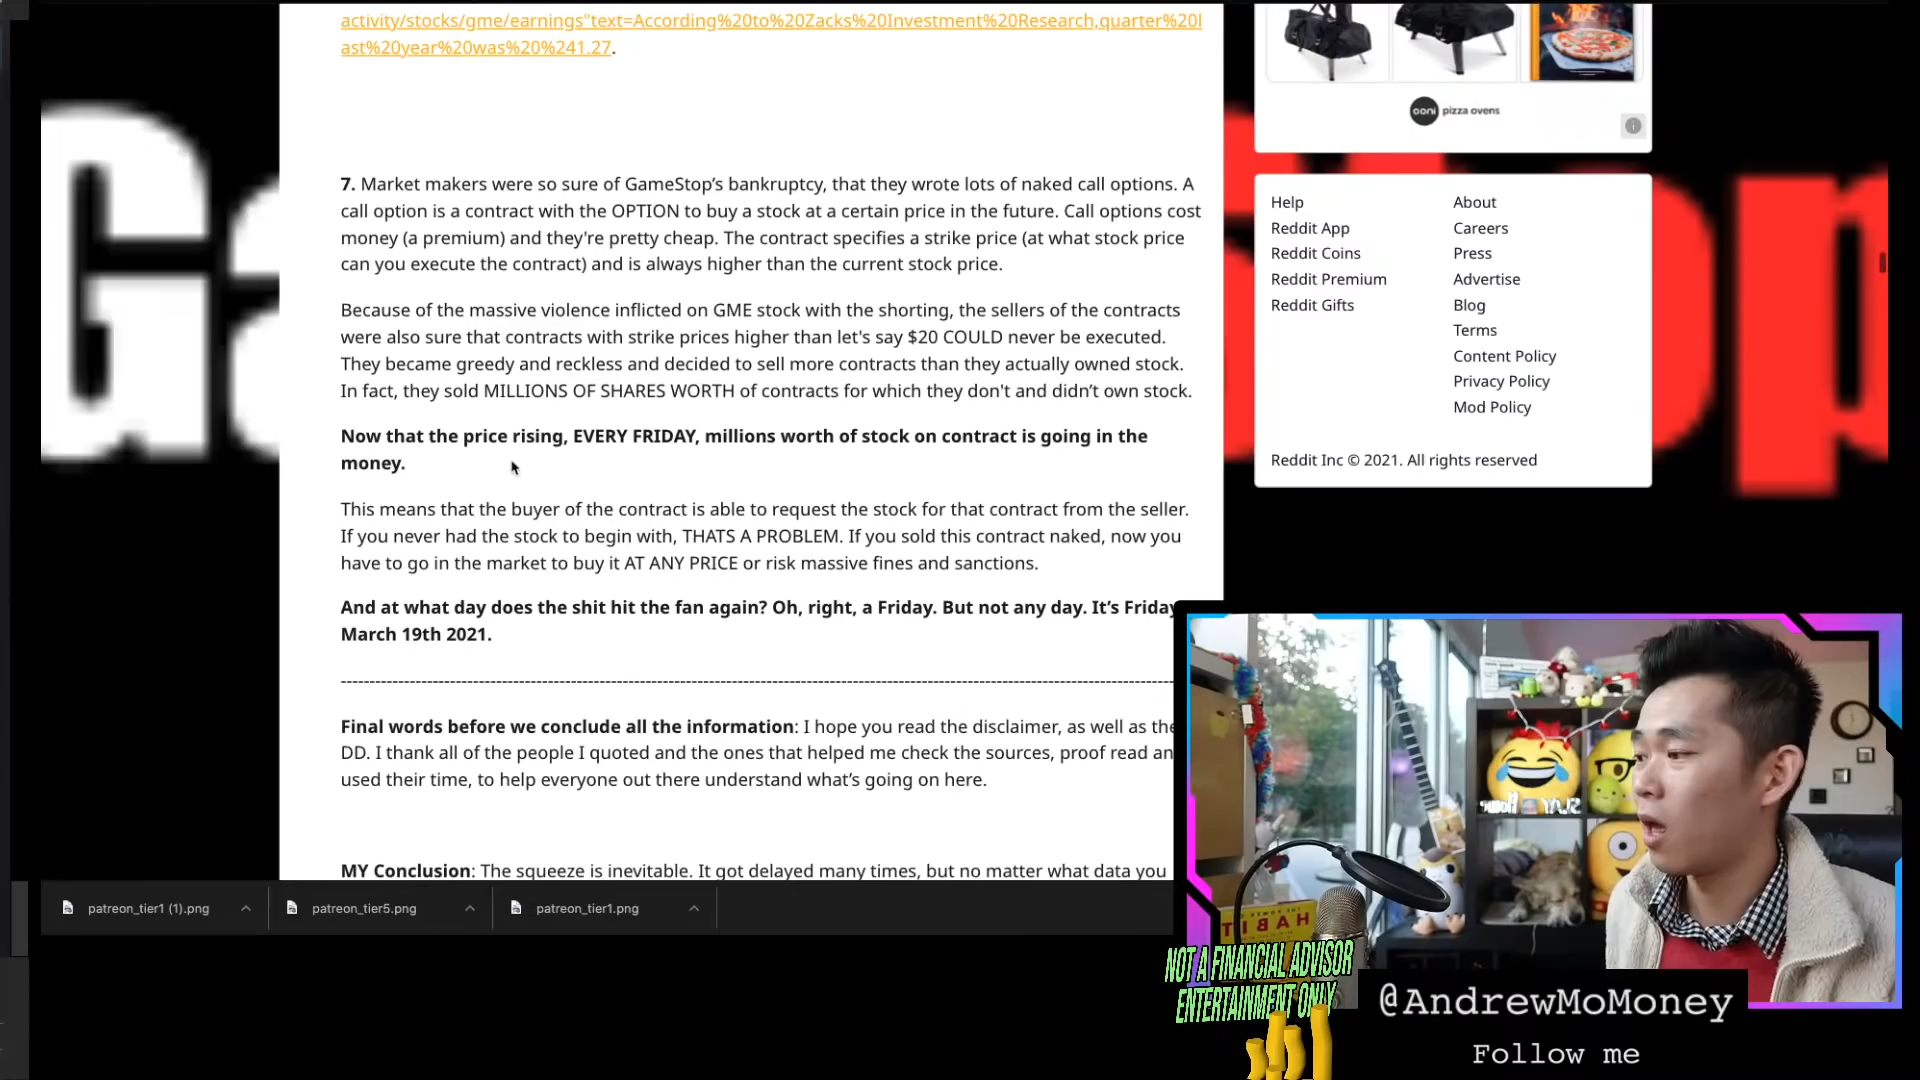 activity/stocks/gme/earnings"text=According%20to%20Zacks%20Investment%20Research,quarter%20l
ast%20year%20was%20%241.27.
7. Market makers were so sure of GameStop’s bankruptcy, that they wrote lots of naked call options. A
call option is a contract with the OPTION to buy a stock at a certain price in the future. Call options cost
money (a premium) and they're pretty cheap. The contract specifies a strike price (at what stock price
can you execute the contract) and is always higher than the current stock price.
Because of the massive violence inflicted on GME stock with the shorting, the sellers of the contracts
were also sure that contracts with strike prices higher than let's say $20 COULD never be executed.
They became greedy and reckless and decided to sell more contracts than they actually owned stock.
In fact, they sold MILLIONS OF SHARES WORTH of contracts for which they don't and didn’t own stock.
Now that the price rising, EVERY FRIDAY, millions worth of stock on contract is going in the
money.
This means that the buyer of the contract is able to request the stock for that contract from the seller.
If you never had the stock to begin with, THATS A PROBLEM. If you sold this contract naked, now you
have to go in the market to buy it AT ANY PRICE or risk massive fines and sanctions.
And at what day does the shit hit the fan again? Oh, right, a Friday. But not any day. It’s Friday
March 19th 2021.
Final words before we conclude all the information: I hope you read the disclaimer, as well as the
DD. I thank all of the people I quoted and the ones that helped me check the sources, proof read an
used their time, to help everyone out there understand what’s going on here.
MY Conclusion: The squeeze is inevitable. It got delayed many times, but no matter what data you
ooni pizza ovens
Help
Reddit App
Reddit Coins
Reddit Premium
Reddit Gifts
About
Careers
Press
Advertise
Blog
Terms
Content Policy
Privacy Policy
Mod Policy
Reddit Inc © 2021. All rights reserved
patreon_tier1 (1).png
patreon_tier5.png
patreon_tier1.png
HABIT
NOT A FINANCIAL ADVISOR
ENTERTAINMENT ONLY
@AndrewMoMoney
Follow me